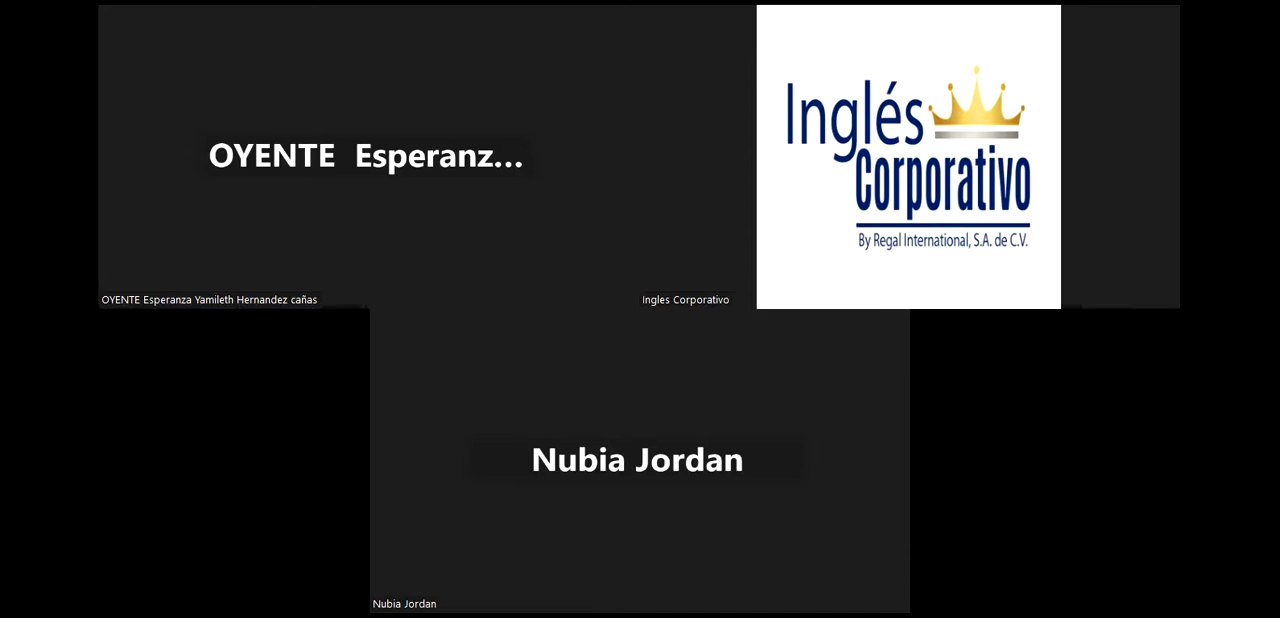 OYENTE  Esperanz...
OYENTE Esperanza Yamileth Hernandez cañas
Inglés
Corporativo
By Regal International, S.A. de C.V.
Ingles Corporativo
Nubia Jordan
Nubia Jordan